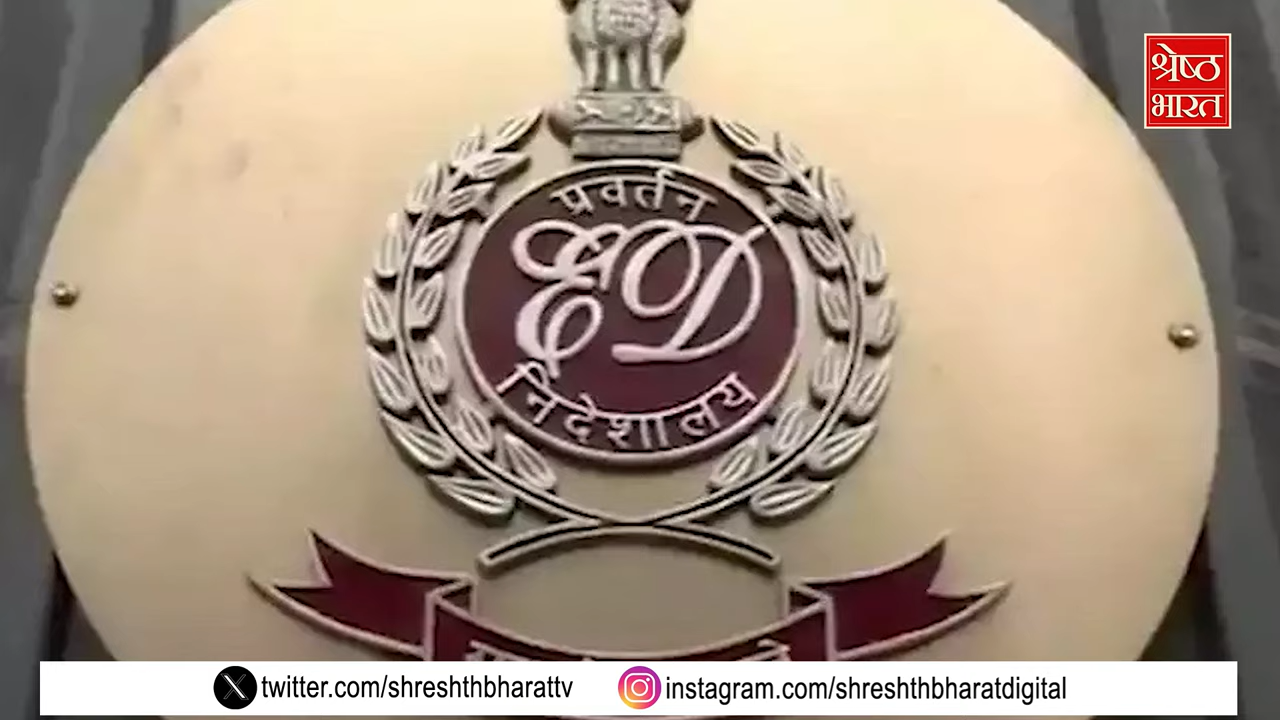 श्रेष्ठ
भारत
प्रवर्तन
ED
निदेशालय
twitter.com/shreshthbharattv
instagram.com/shreshthbharatdigital